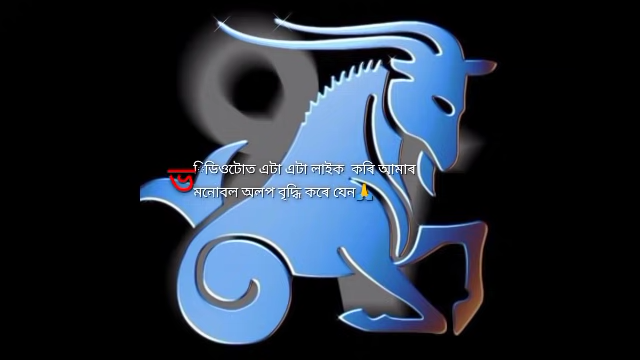 ভিডিওটোত এটা এটা লাইক কৰি আমাৰ
মনোবল অলপ বৃদ্ধি কৰে যেন🙏